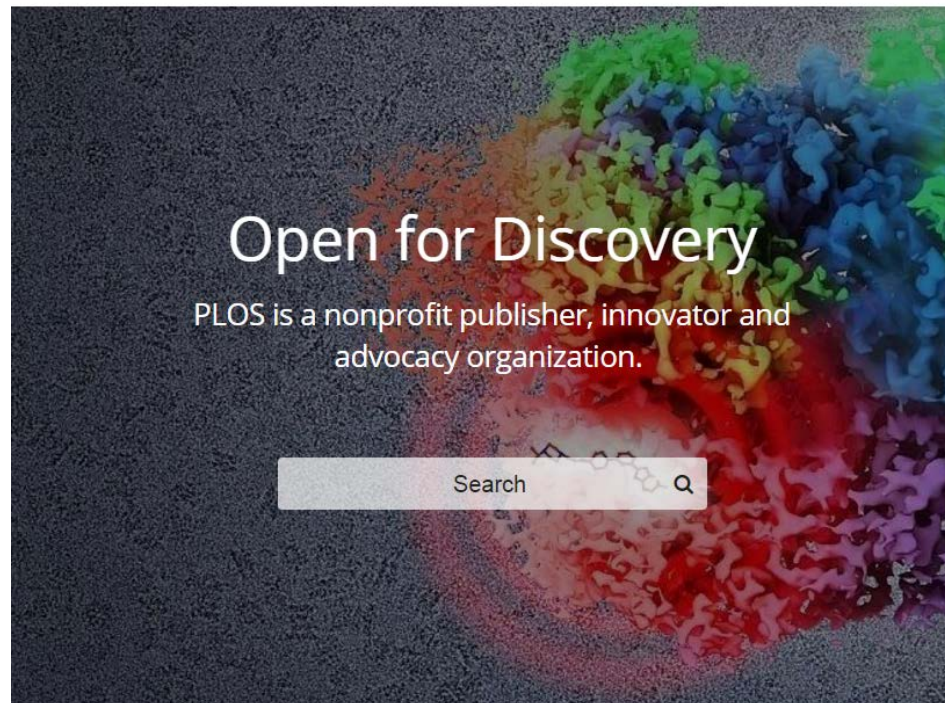 Open for Discovery
PLOS is a nonprofit publisher, innovator and
advocacy organization.
Search